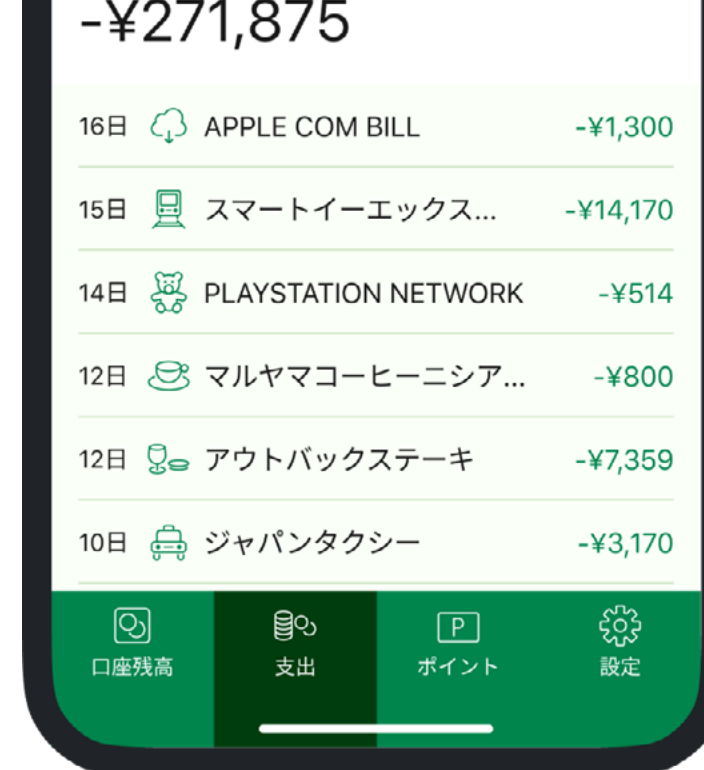 -¥271,875
16日 APPLE COM BILL -¥1,300
15日 スマートイーエックス... -¥14,170
14日 PLAYSTATION NETWORK -¥514
12日 マルヤマコーヒーニシア... -¥800
12日 アウトバックステーキ -¥7,359
10日 ジャパンタクシー -¥3,170
P
口座残高 支出 ポイント 設定